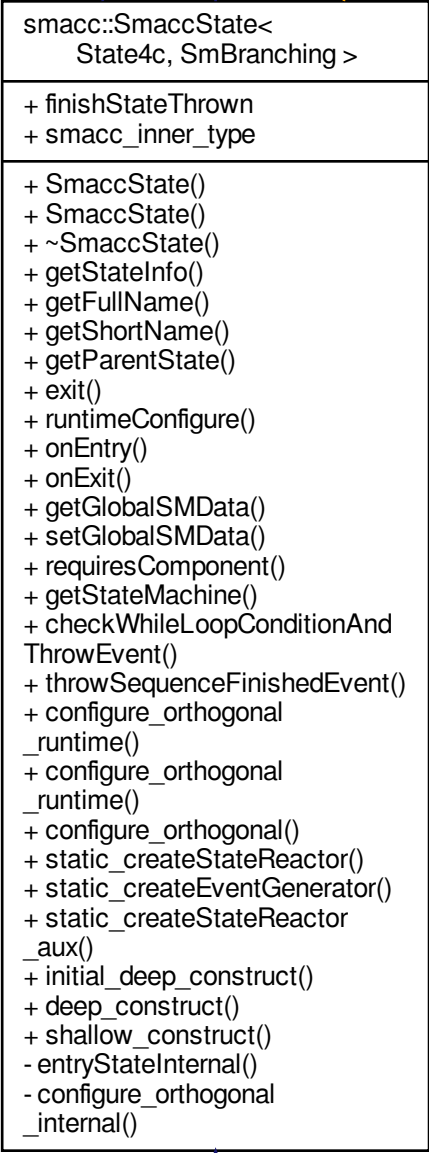 smacc::SmaccState<
State4c, SmBranching >
+ finishStateThrown
+ smacc_inner_type
+ SmaccState()
+ SmaccState()
+ ~SmaccState()
+ getStateInfo()
+ getFullName()
+ getShortName()
+ getParentState()
+ exit()
+ runtimeConfigure()
+ onEntry()
+ onExit()
+ getGlobalSMData()
+ setGlobalSMData()
+ requiresComponent()
+ getStateMachine()
+ checkWhileLoopConditionAnd
ThrowEvent()
+ throwSequenceFinishedEvent()
+ configure_orthogonal
_runtime()
+ configure_orthogonal
_runtime()
+ configure_orthogonal()
+ static_createStateReactor()
+ static_createEventGenerator()
+ static_createStateReactor
_aux()
+ initial_deep_construct()
+ deep_construct()
+ shallow_construct()
- entryStateInternal()
- configure_orthogonal
_internal()